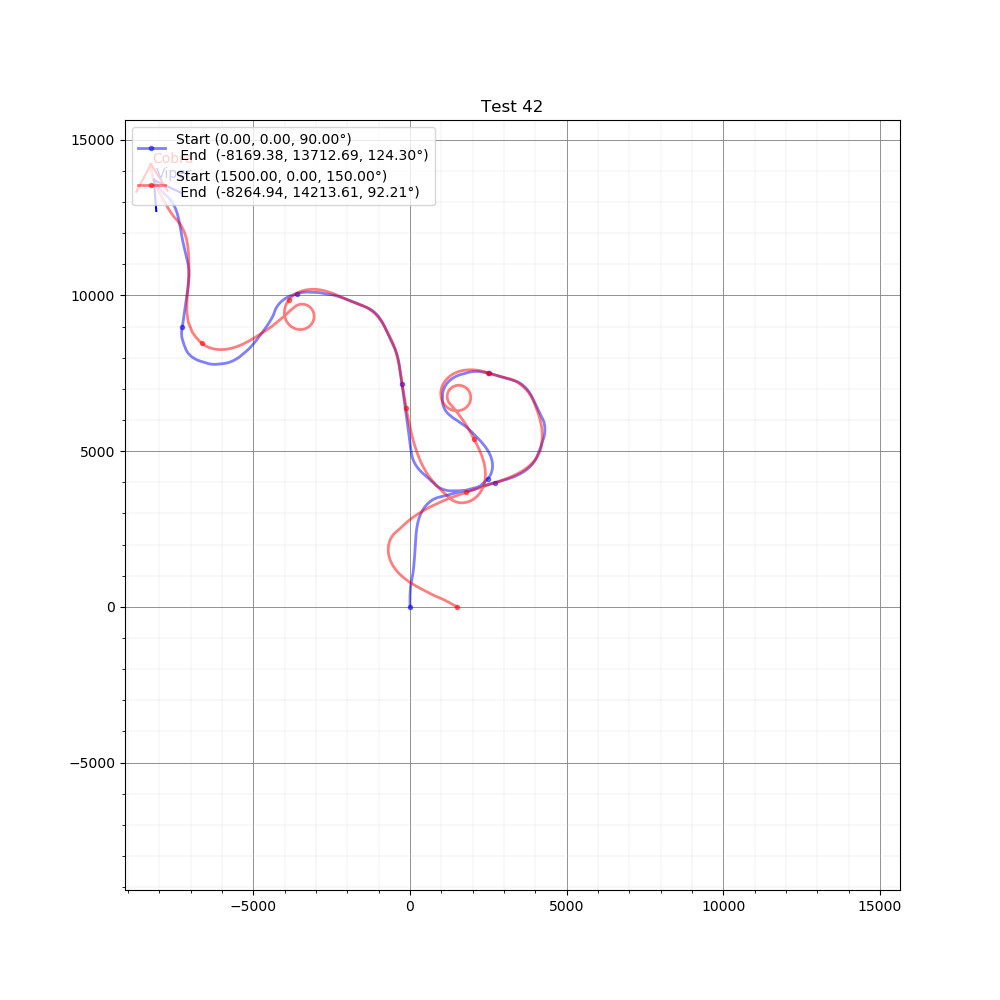 Test 42
15000
10000
5000
0
−5000
−5000
0
5000
10000
15000
Start (0.00, 0.00, 90.00°)
End (-8169.38, 13712.69, 124.30°)
Start (1500.00, 0.00, 150.00°)
End (-8264.94, 14213.61, 92.21°)